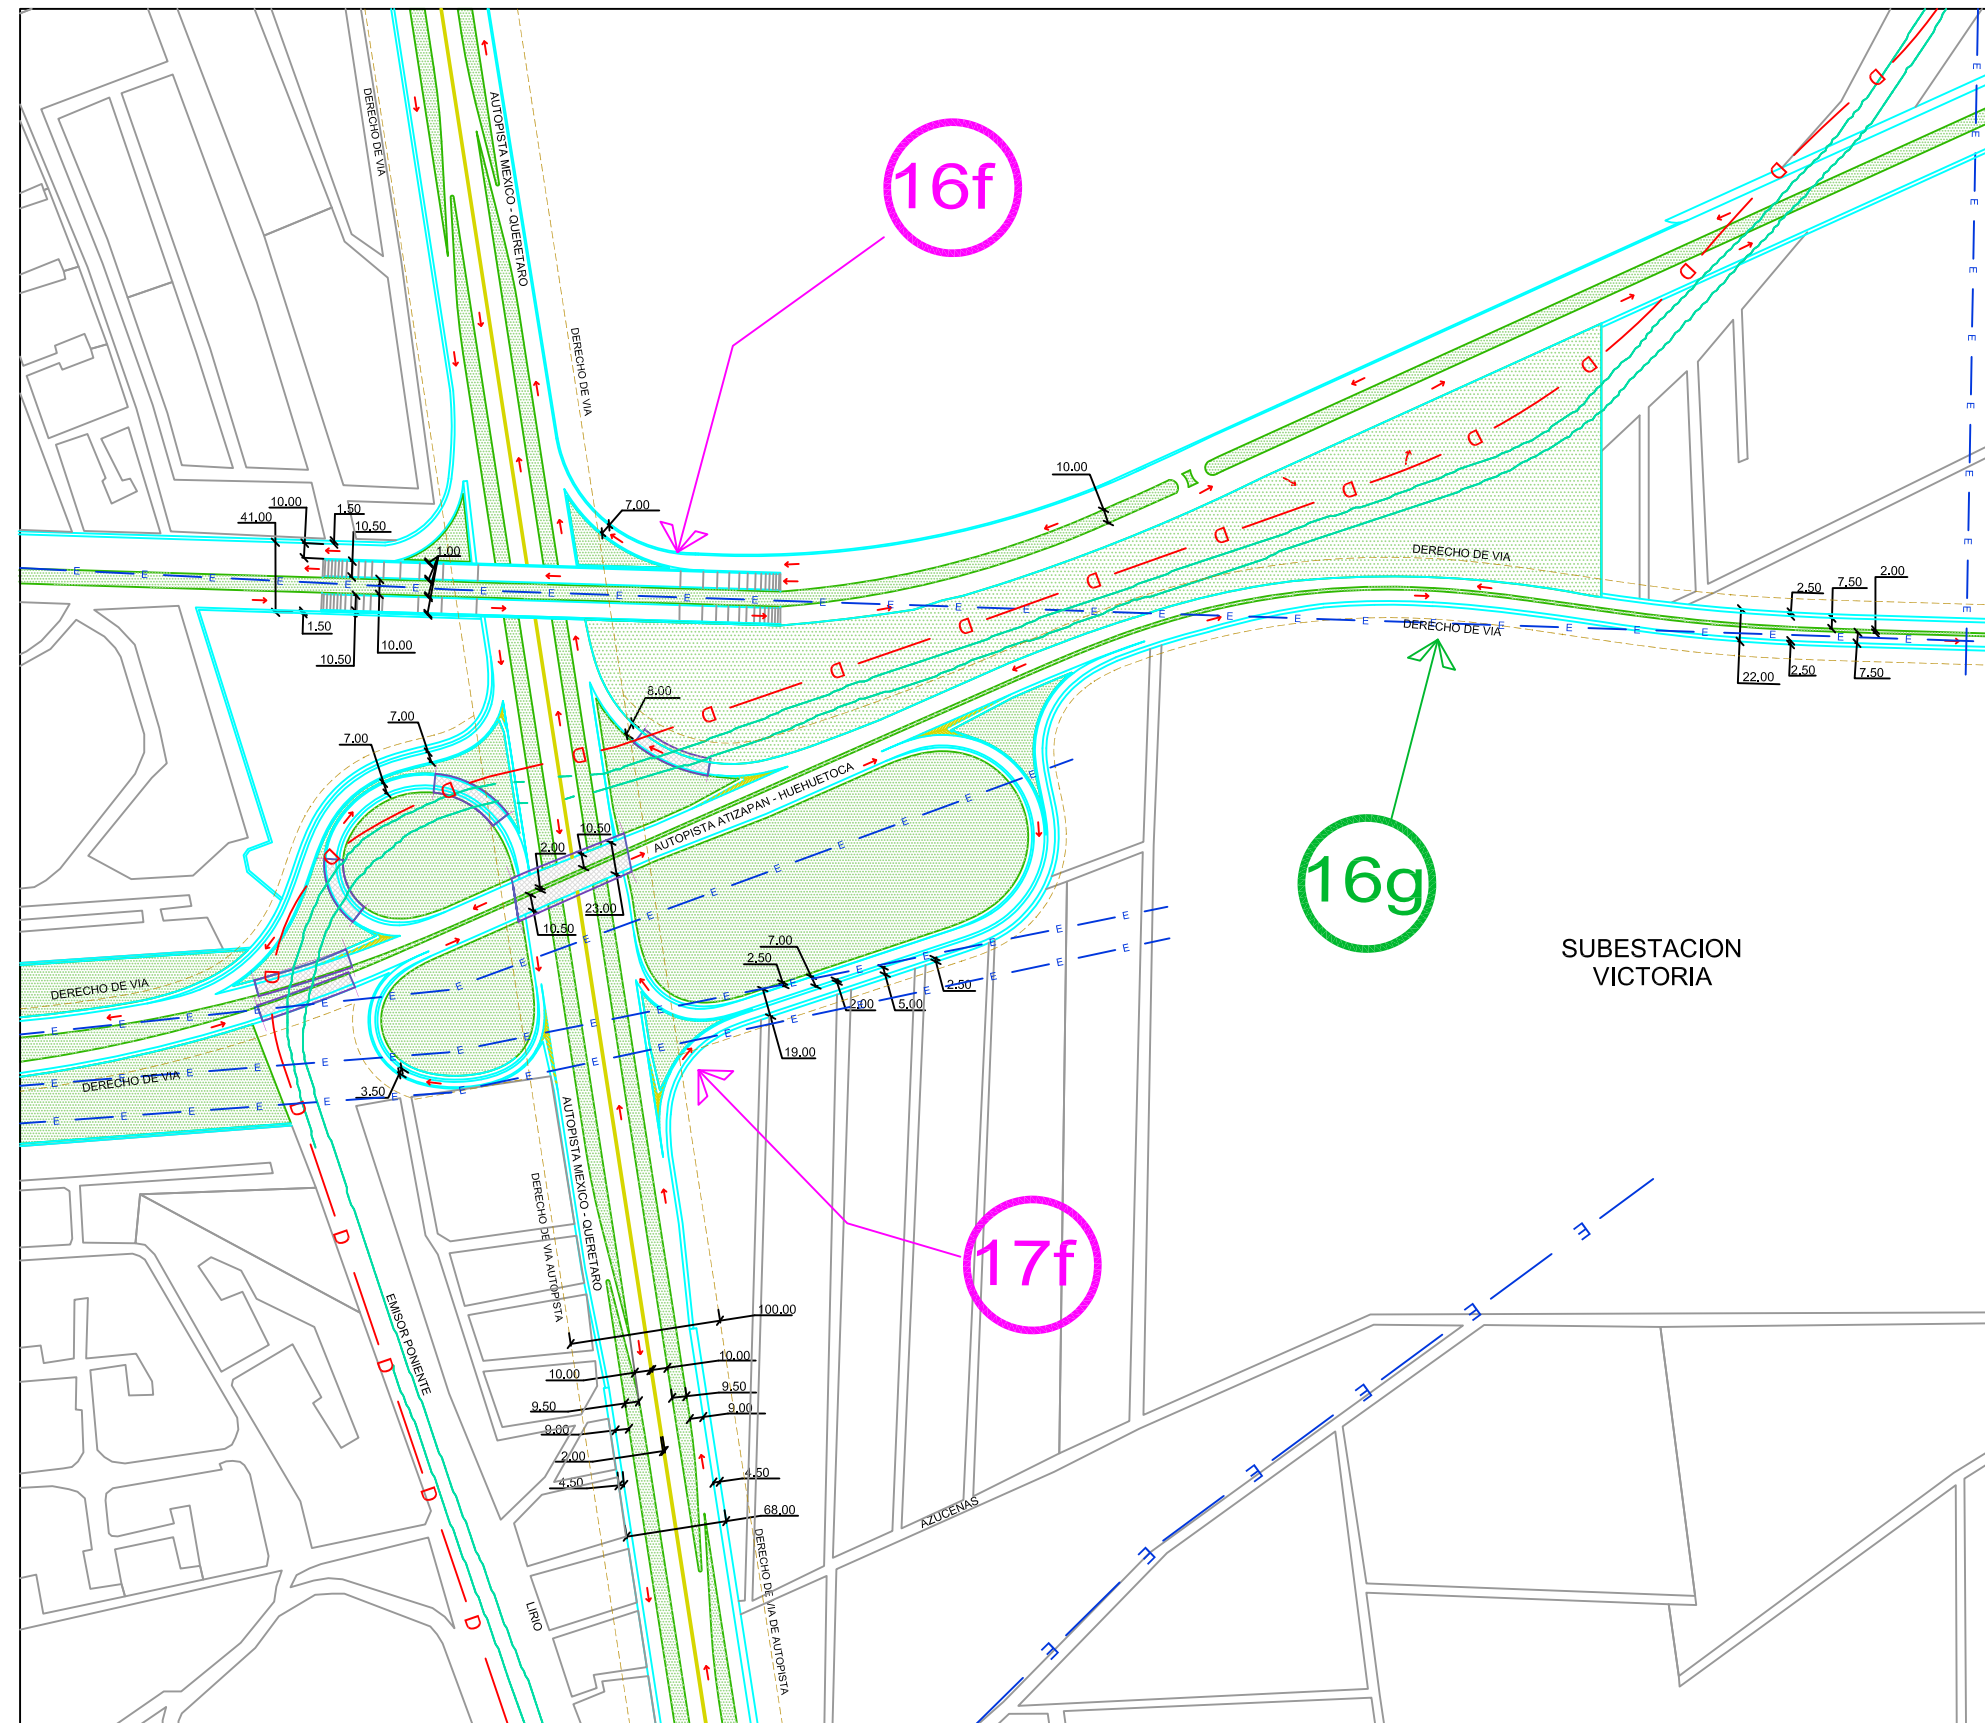 DERECHO DE VIA
AUTOPISTA MEXICO - QUERETARO
16f
DERECHO DE VIA
10.00
41.00
10.00
1.50
10.50
1.00
7.00
1.50
10.50
10.00
DERECHO DE VIA
DERECHO DE VIA
2.50
7.50
2.00
22.00
2.50
7.50
7.00
7.00
8.00
AUTOPISTA ATIZAPAN - HUEHUETOCA
10.50
2.00
23.00
10.50
16g
SUBESTACION
VICTORIA
7.00
2.50
2.00
5.00
2.50
19.00
DERECHO DE VIA
DERECHO DE VIA
3.50
AUTOPISTA MEXICO - QUERETARO
DERECHO DE VIA AUTOPISTA
17f
EMISOR PONIENTE
100.00
10.00
10.00
9.50
9.50
9.00
9.00
2.00
4.50
4.50
68.00
AZUCENAS
LIRIO
DERECHO DE VIA DE AUTOPISTA
E E E E E E E E E E E E
D D D D D D D D D D D D